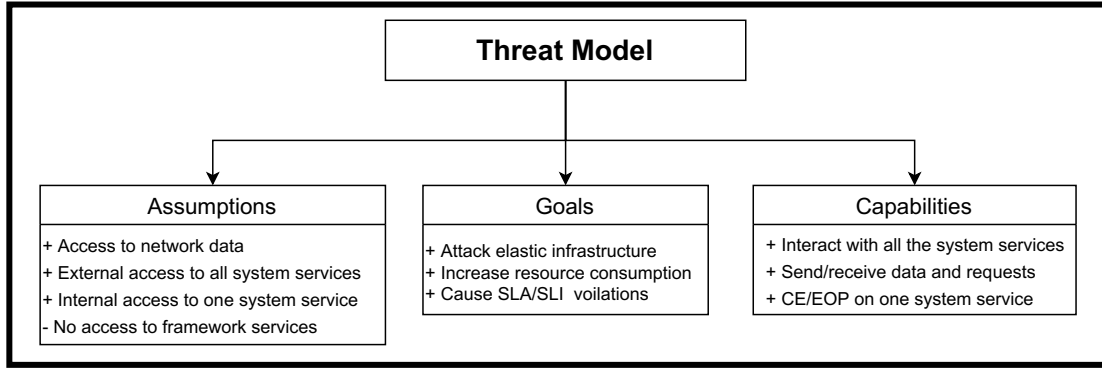 Threat Model
Assumptions
+ Access to network data
+ External access to all system services
+ Internal access to one system service
- No access to framework services
Goals
+ Attack elastic infrastructure
+ Increase resource consumption
+ Cause SLA/SLI voilations
Capabilities
+ Interact with all the system services
+ Send/receive data and requests
+ CE/EOP on one system service